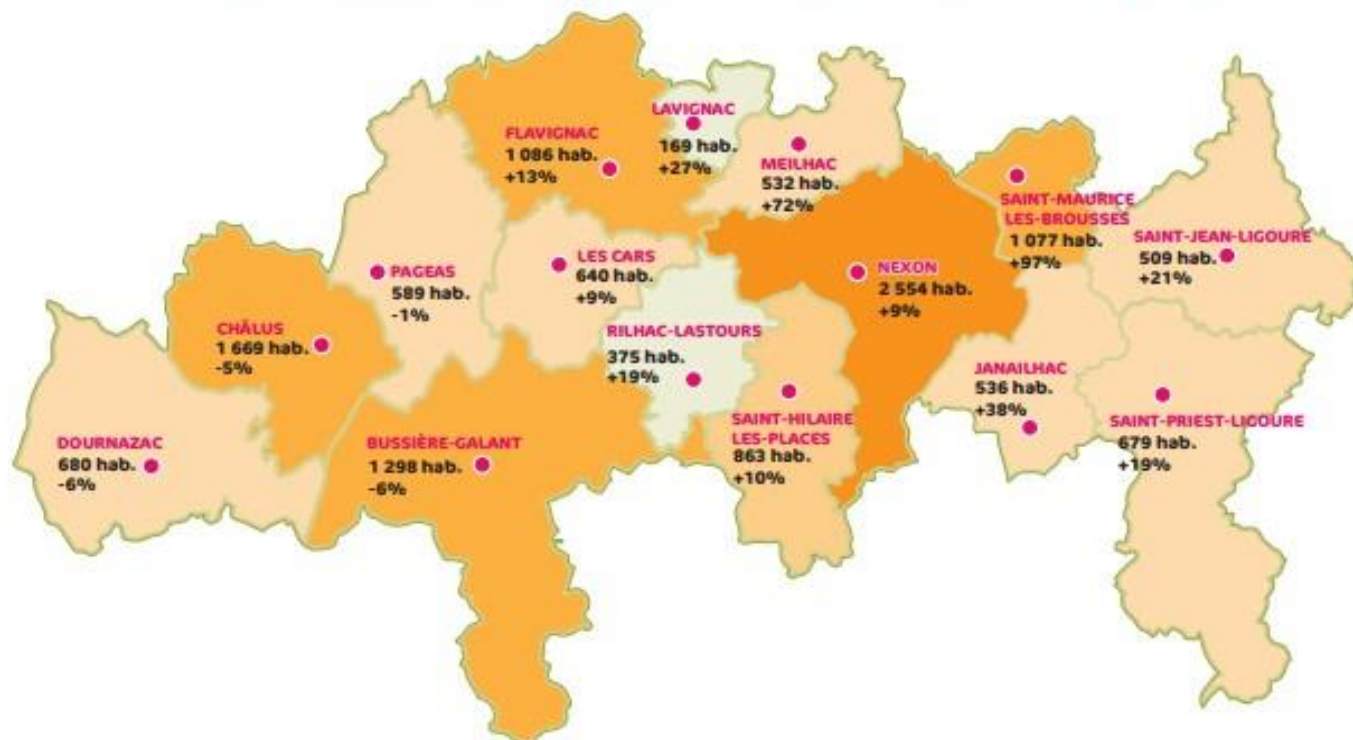 FLAVIGNAC
1 086 hab.
+13%
LAVIGNAC
169 hab.
+27%
MEILHAC
532 hab.
+72%
SAINT-MAURICE
LES-BROUSSES
1 077 hab.
+97%
SAINT-JEAN-LIGOURE
509 hab.
+21%
PAGEAS
589 hab.
-1%
LES CARS
640 hab.
+9%
NEXON
2 554 hab.
+9%
CHÂLUS
1 669 hab.
-5%
RILHAC-LASTOURS
375 hab.
+19%
JANAILHAC
536 hab.
+38%
SAINT-HILAIRE
LES-PLACES
863 hab.
+10%
SAINT-PRIEST-LIGOURE
679 hab.
+19%
DOURNAZAC
680 hab.
-6%
BUSSIÈRE-GALANT
1 298 hab.
-6%